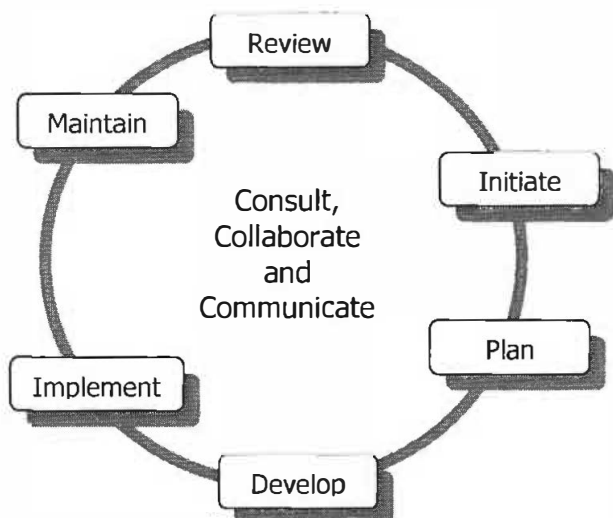 Review
Maintain
Initiate
Consult,
Collaborate
and
Communicate
Plan
Implement
Develop